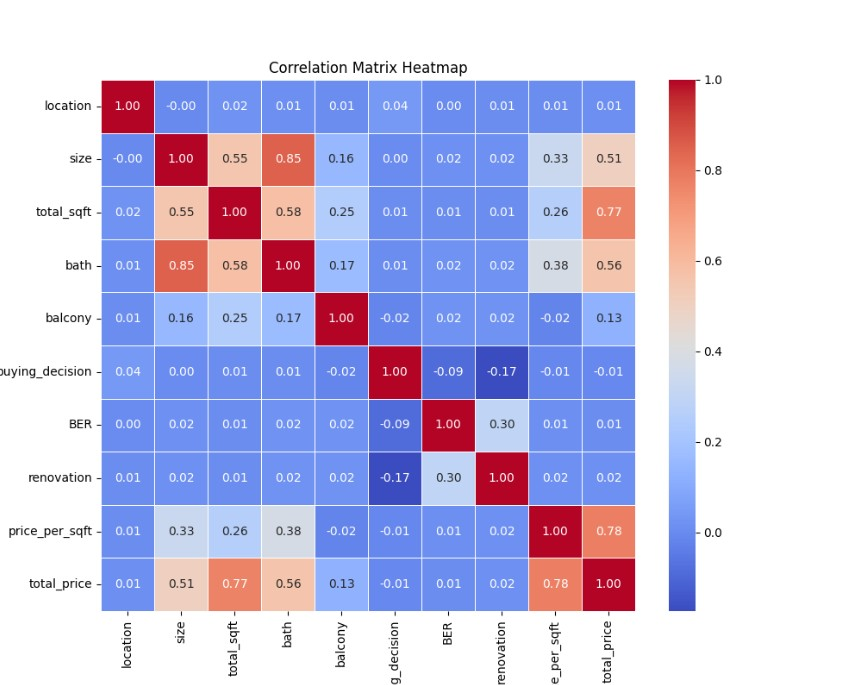 Correlation Matrix Heatmap
location 1.00 -0.00 0.02 0.01 0.01 0.04 0.00 0.01 0.01 0.01
size -0.00 1.00 0.55 0.85 0.16 0.00 0.02 0.02 0.33 0.51
total_sqft 0.02 0.55 1.00 0.58 0.25 0.01 0.01 0.01 0.26 0.77
bath 0.01 0.85 0.58 1.00 0.17 0.01 0.02 0.02 0.38 0.56
balcony 0.01 0.16 0.25 0.17 1.00 -0.02 0.02 0.02 -0.02 0.13
buying_decision 0.04 0.00 0.01 0.01 -0.02 1.00 -0.09 -0.17 -0.01 -0.01
BER 0.00 0.02 0.01 0.02 0.02 -0.09 1.00 0.30 0.01 0.01
renovation 0.01 0.02 0.01 0.02 0.02 -0.17 0.30 1.00 0.02 0.02
price_per_sqft 0.01 0.33 0.26 0.38 -0.02 -0.01 0.01 0.02 1.00 0.78
total_price 0.01 0.51 0.77 0.56 0.13 -0.01 0.01 0.02 0.78 1.00
location
size
total_sqft
bath
balcony
g_decision
BER
renovation
e_per_sqft
total_price
1.0
0.8
0.6
0.4
0.2
0.0